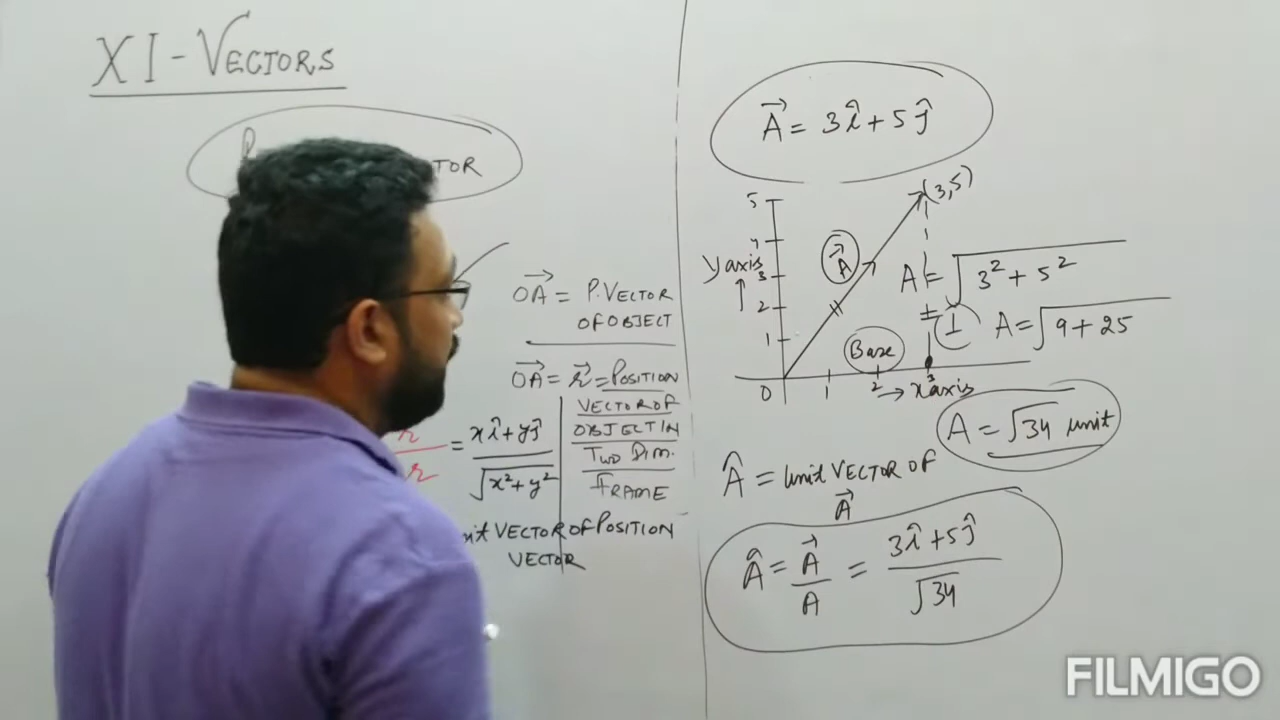 XI - VECTORS
TOR
→OA = P. VECTOR
OF OBJECT
→OA = →r = POSITION
VECTOR OF
OBJECT IN
TWO DIM.
FRAME
r
= xî + yĵ
√x² + y²
VECTOR OF POSITION
VECTOR
→A = 3î + 5ĵ
(3,5)
5
4
3
2
1
y axis
↑
→A
Base
0 1 2 3
→ x axis
A = √3² + 5²
A = √9 + 25
A = √34 unit
Â = unit VECTOR OF
→A
Â = →A / A = 3î + 5ĵ / √34
FILMIGO